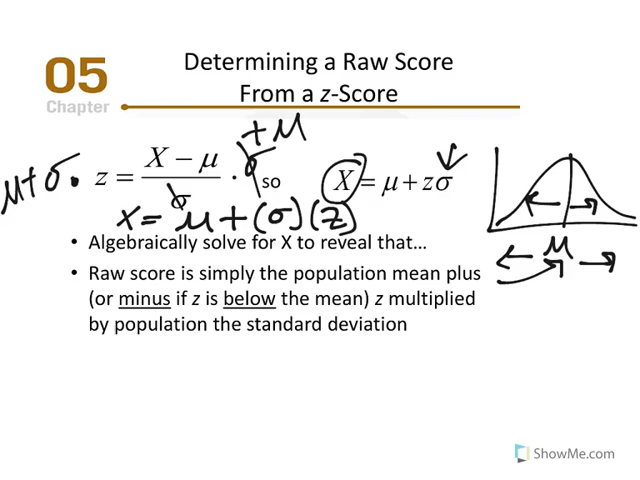 05
Chapter
Determining a Raw Score
From a z-Score
+ μ
μ + σ • z = X − μ / σ · σ so X = μ + zσ
X = μ + (σ)(z)
μ
• Algebraically solve for X to reveal that...
• Raw score is simply the population mean plus
(or minus if z is below the mean) z multiplied
by population the standard deviation
ShowMe.com